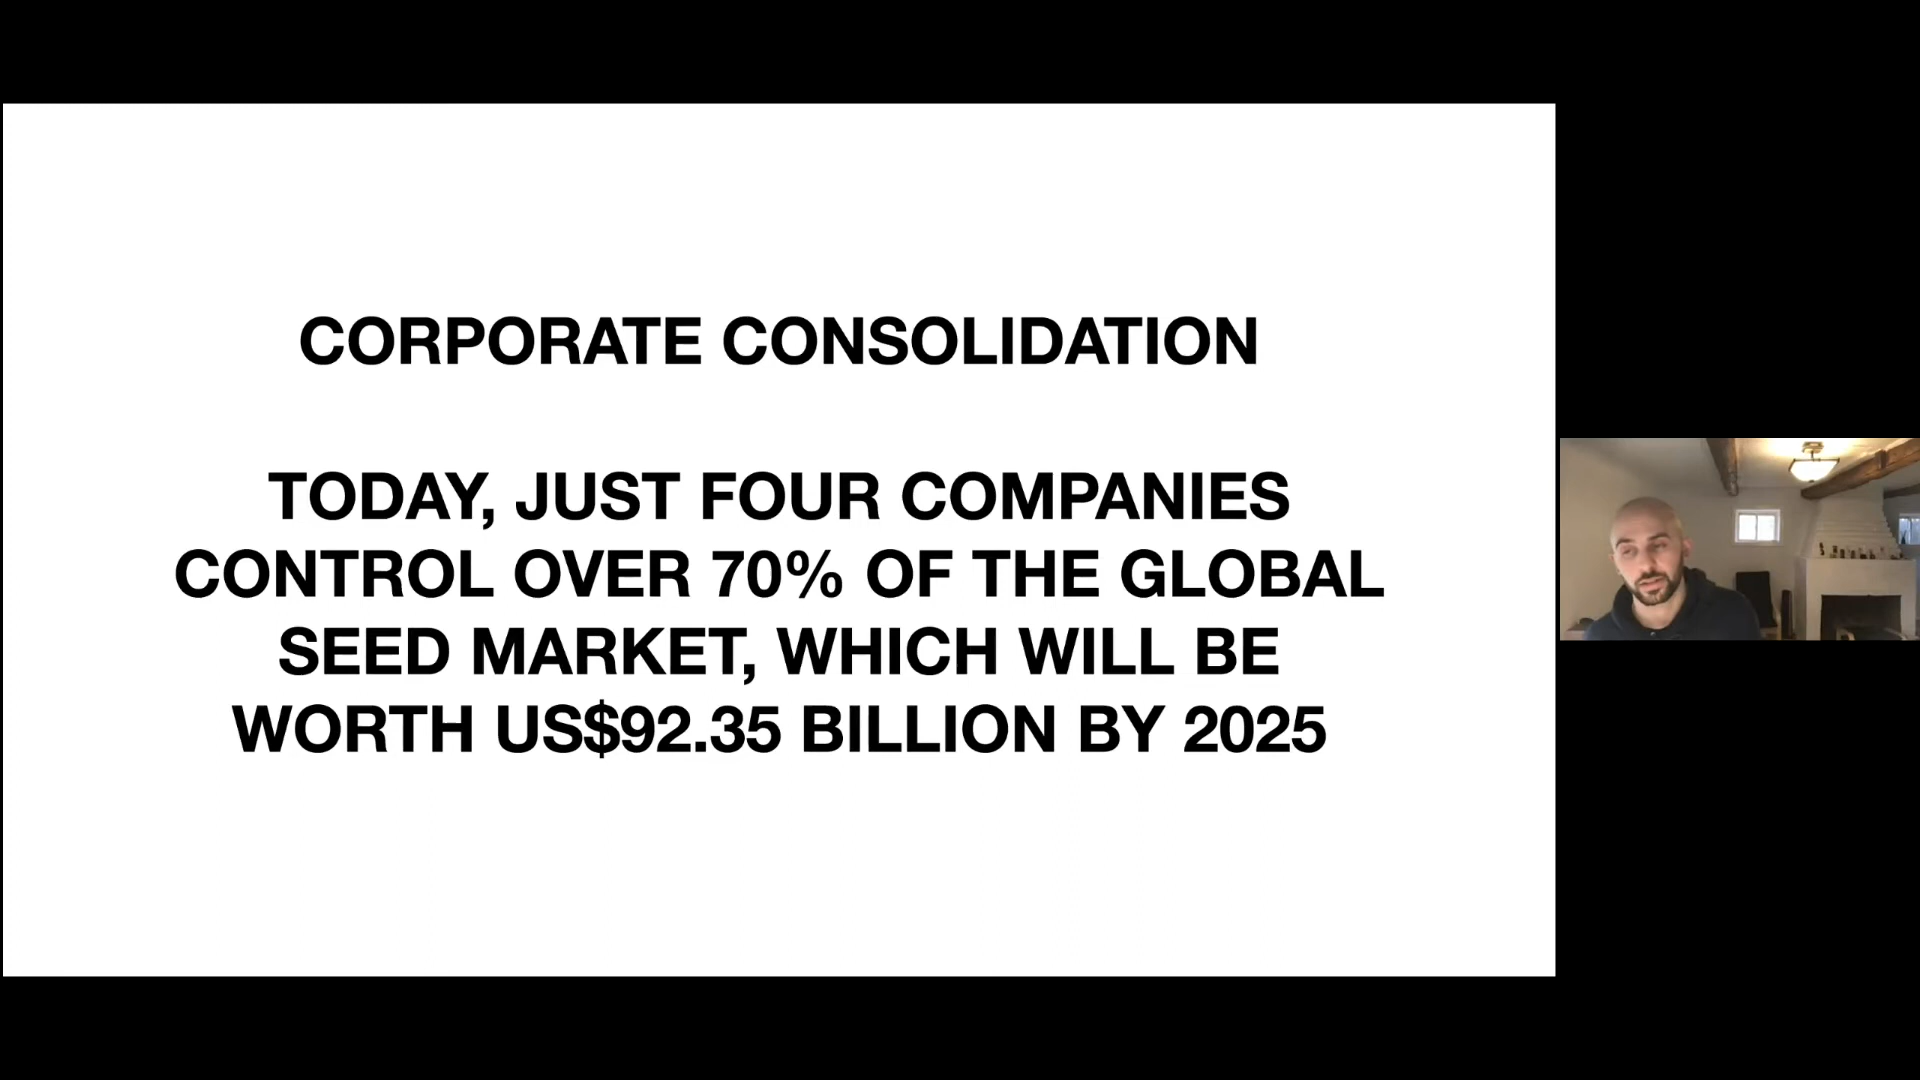 CORPORATE CONSOLIDATION
TODAY, JUST FOUR COMPANIES
CONTROL OVER 70% OF THE GLOBAL
SEED MARKET, WHICH WILL BE
WORTH US$92.35 BILLION BY 2025